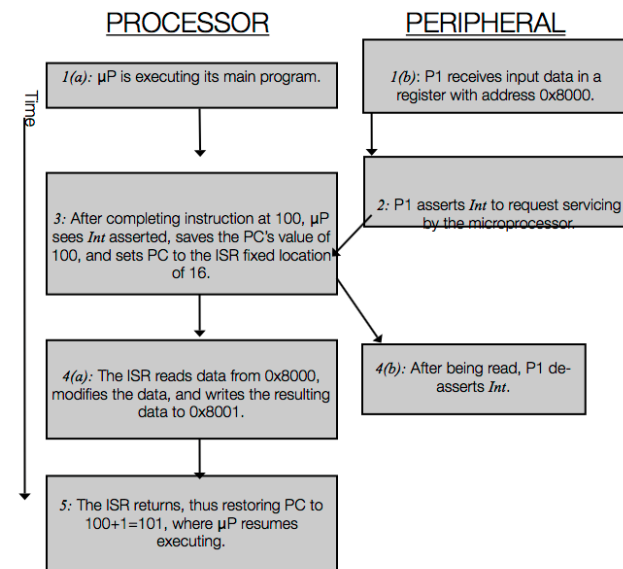 PROCESSOR
PERIPHERAL
Time
1(a): μP is executing its main program.
1(b): P1 receives input data in a
register with address 0x8000.
2: P1 asserts Int to request servicing
by the microprocessor.
3: After completing instruction at 100, μP
sees Int asserted, saves the PC's value of
100, and sets PC to the ISR fixed location
of 16.
4(a): The ISR reads data from 0x8000,
modifies the data, and writes the resulting
data to 0x8001.
4(b): After being read, P1 de-
asserts Int.
5: The ISR returns, thus restoring PC to
100+1=101, where μP resumes
executing.